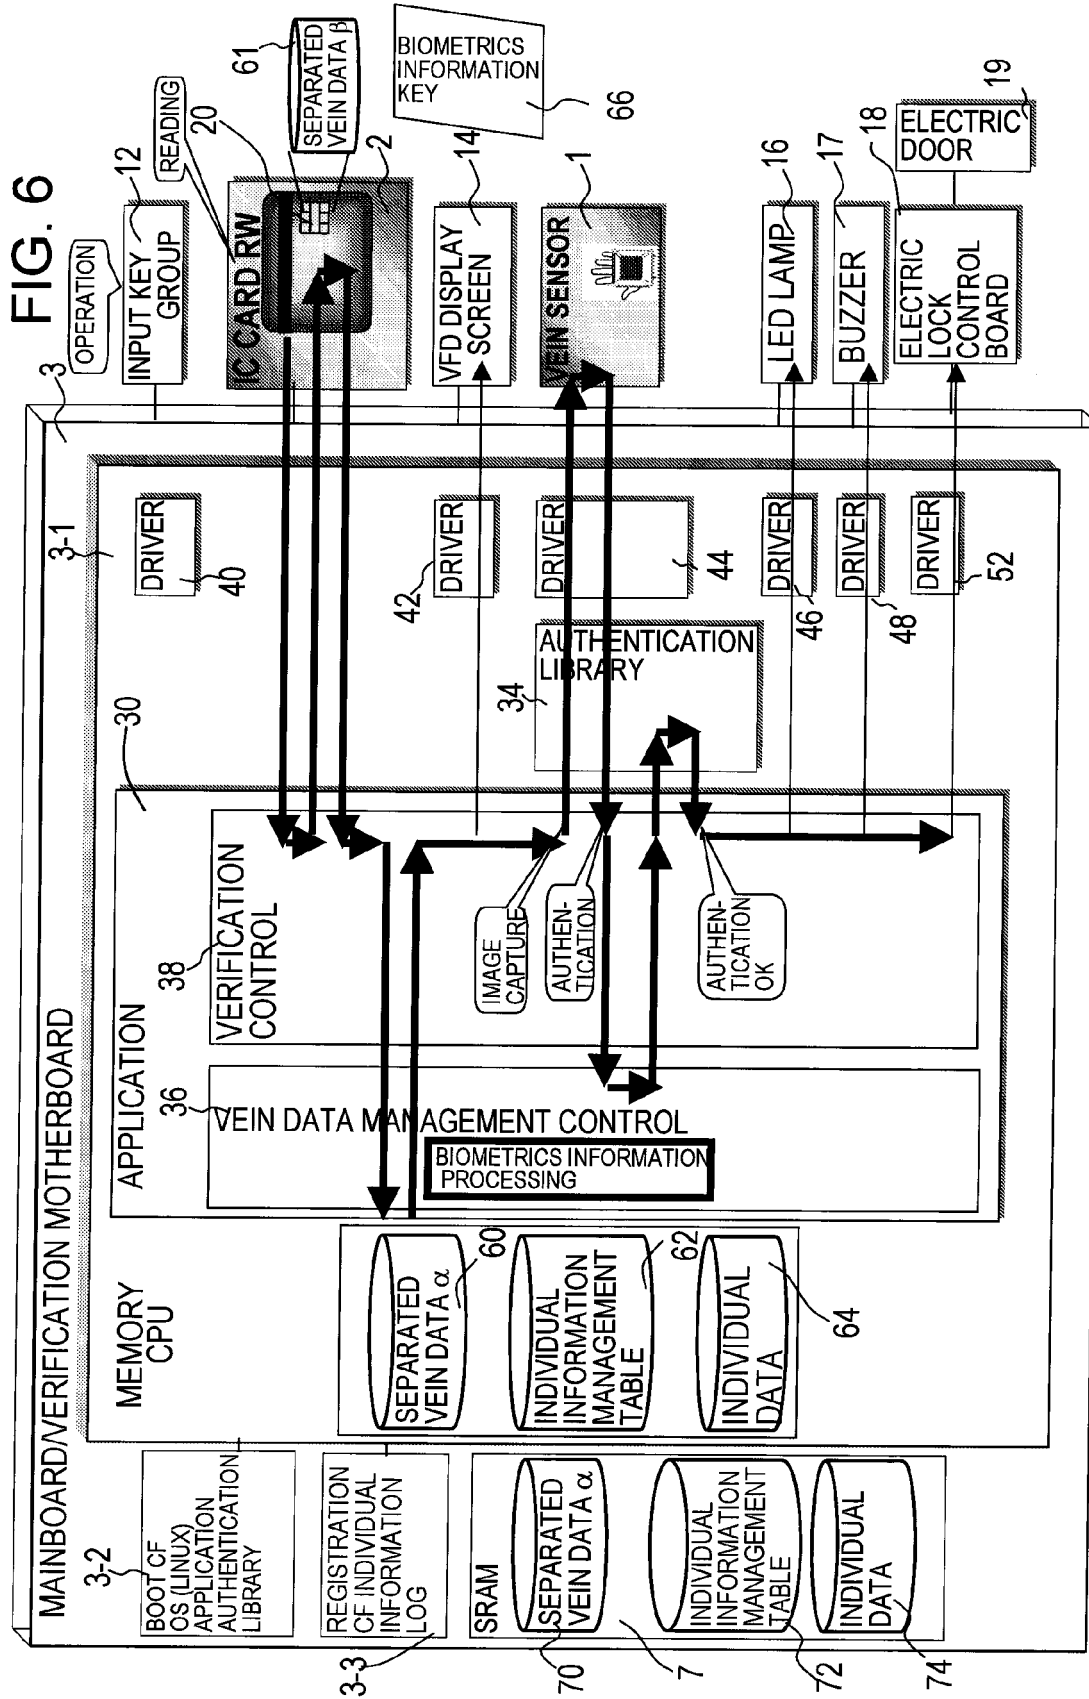 FIG. 6
MAINBOARD/VERIFICATION MOTHERBOARD
3
3-1
3-2
BOOT CF
OS (LINUX)
APPLICATION
AUTHENTICATION
LIBRARY
REGISTRATION
CF INDIVIDUAL
INFORMATION
LOG
3-3
SRAM
SEPARATED
VEIN DATA α
70
7
INDIVIDUAL
INFORMATION
MANAGEMENT
TABLE
72
INDIVIDUAL
DATA
74
MEMORY
CPU
SEPARATED
VEIN DATA α
60
INDIVIDUAL
INFORMATION
MANAGEMENT
TABLE
62
INDIVIDUAL
DATA
64
APPLICATION
30
36
VEIN DATA MANAGEMENT CONTROL
BIOMETRICS INFORMATION
PROCESSING
38
VERIFICATION
CONTROL
IMAGE
CAPTURE
AUTHEN-
TICATION
AUTHEN-
TICATION
OK
34
AUTHENTICATION
LIBRARY
DRIVER
40
42
DRIVER
DRIVER
44
DRIVER
46
DRIVER
48
DRIVER
52
OPERATION
INPUT KEY
GROUP
12
READING
IC CARD RW
20
2
61
SEPARATED
VEIN DATA β
BIOMETRICS
INFORMATION
KEY
66
VFD DISPLAY
SCREEN
14
VEIN SENSOR
1
LED LAMP
16
BUZZER
17
ELECTRIC
LOCK
CONTROL
BOARD
18
ELECTRIC
DOOR
19